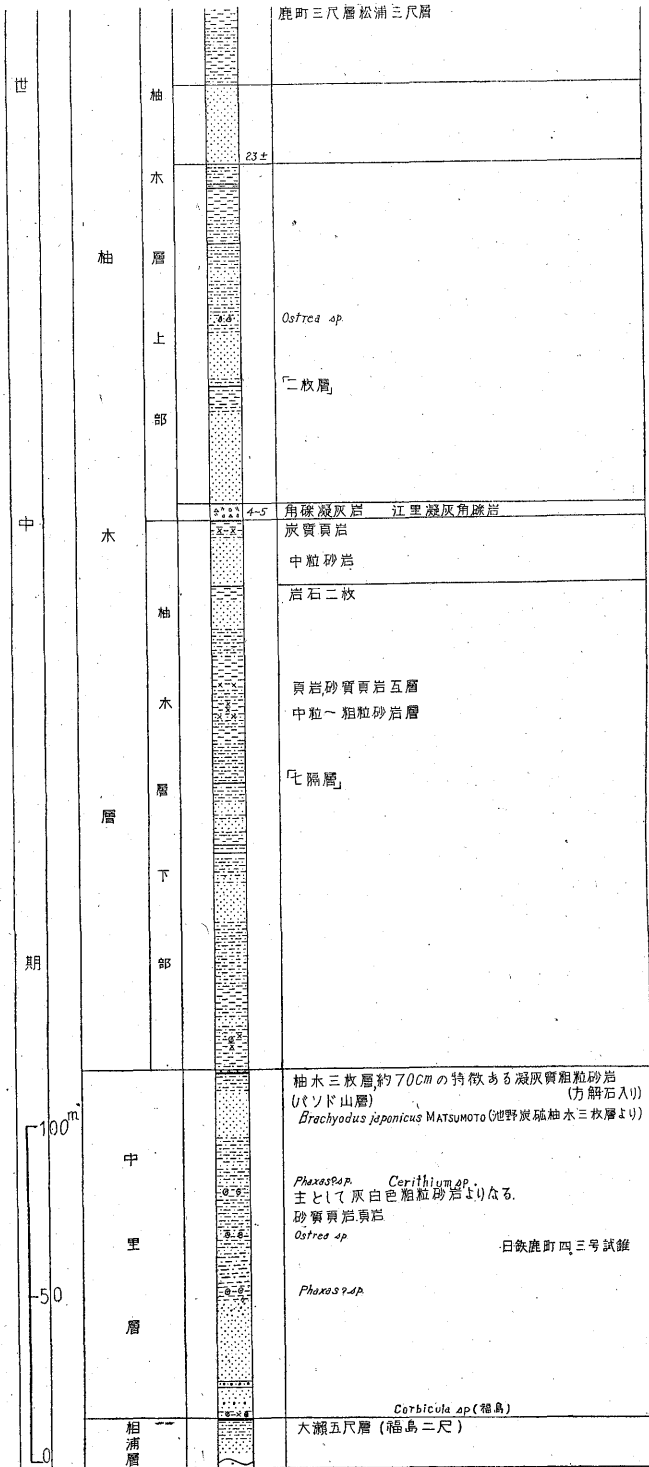 鹿町三尺層松浦三尺層
世
中
期
柚木層
柚木層上部
23±
Ostrea sp.
「二枚層」
4~5
角礫凝灰岩 江里凝灰角礫岩
炭質頁岩
中粒砂岩
柚木層下部
岩石二枚
頁岩,砂質頁岩互層
中粒~粗粒砂岩層
「七隔層」
柚木三枚層,約70cmの特徴ある凝灰質粗粒砂岩
(パンド山層) (方解石入り)
Brachyodus japonicus MATSUMOTO (池野炭砿柚木三枚層より)
100m
50
0
中里層
Phaxas? sp. Cerithium sp.
主として灰白色粗粒砂岩よりなる.
砂質頁岩.頁岩
Ostrea sp.
日鉄鹿町四三号試錐
Phaxas? sp.
Corbicula sp (福島)
相浦層
大瀬五尺層 (福島二尺)